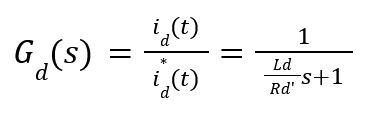 G_d(s) = i_d(t) / i_d^*(t) = 1 / ((Ld / Rd')s+1)